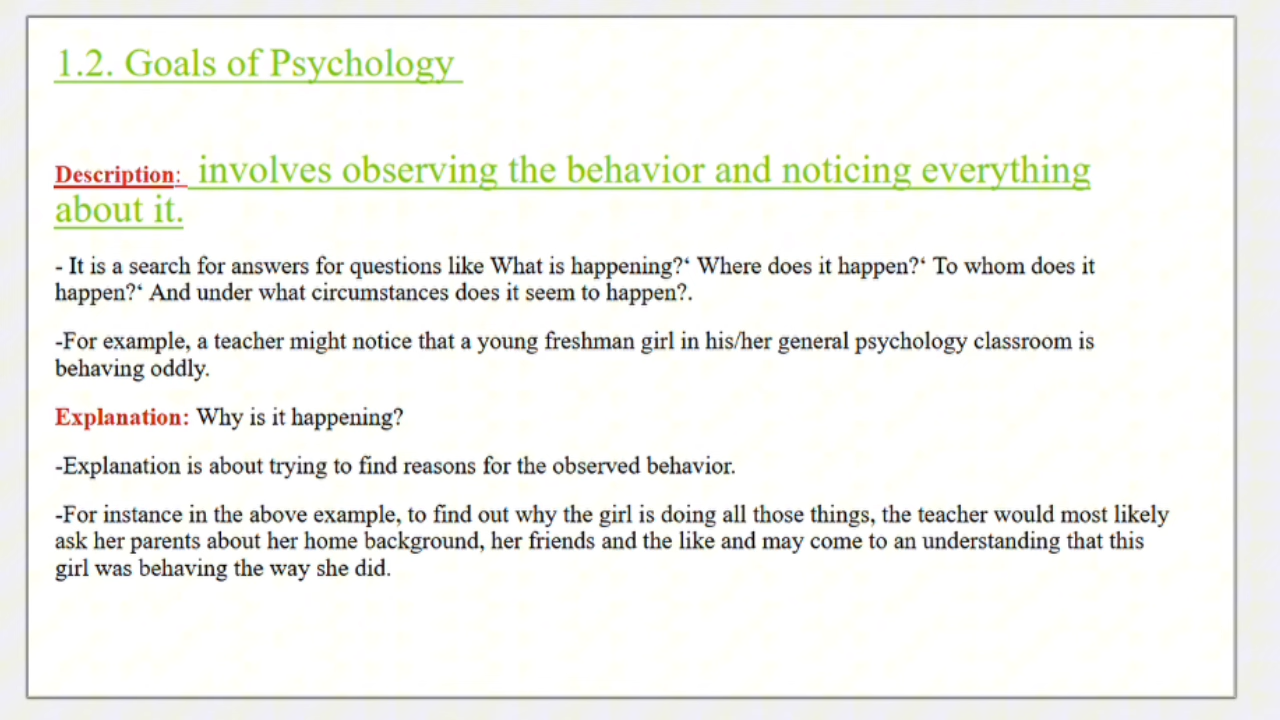 1.2. Goals of Psychology
Description: involves observing the behavior and noticing everything
about it.
- It is a search for answers for questions like What is happening?‘ Where does it happen?‘ To whom does it
happen?‘ And under what circumstances does it seem to happen?.
-For example, a teacher might notice that a young freshman girl in his/her general psychology classroom is
behaving oddly.
Explanation: Why is it happening?
-Explanation is about trying to find reasons for the observed behavior.
-For instance in the above example, to find out why the girl is doing all those things, the teacher would most likely
ask her parents about her home background, her friends and the like and may come to an understanding that this
girl was behaving the way she did.